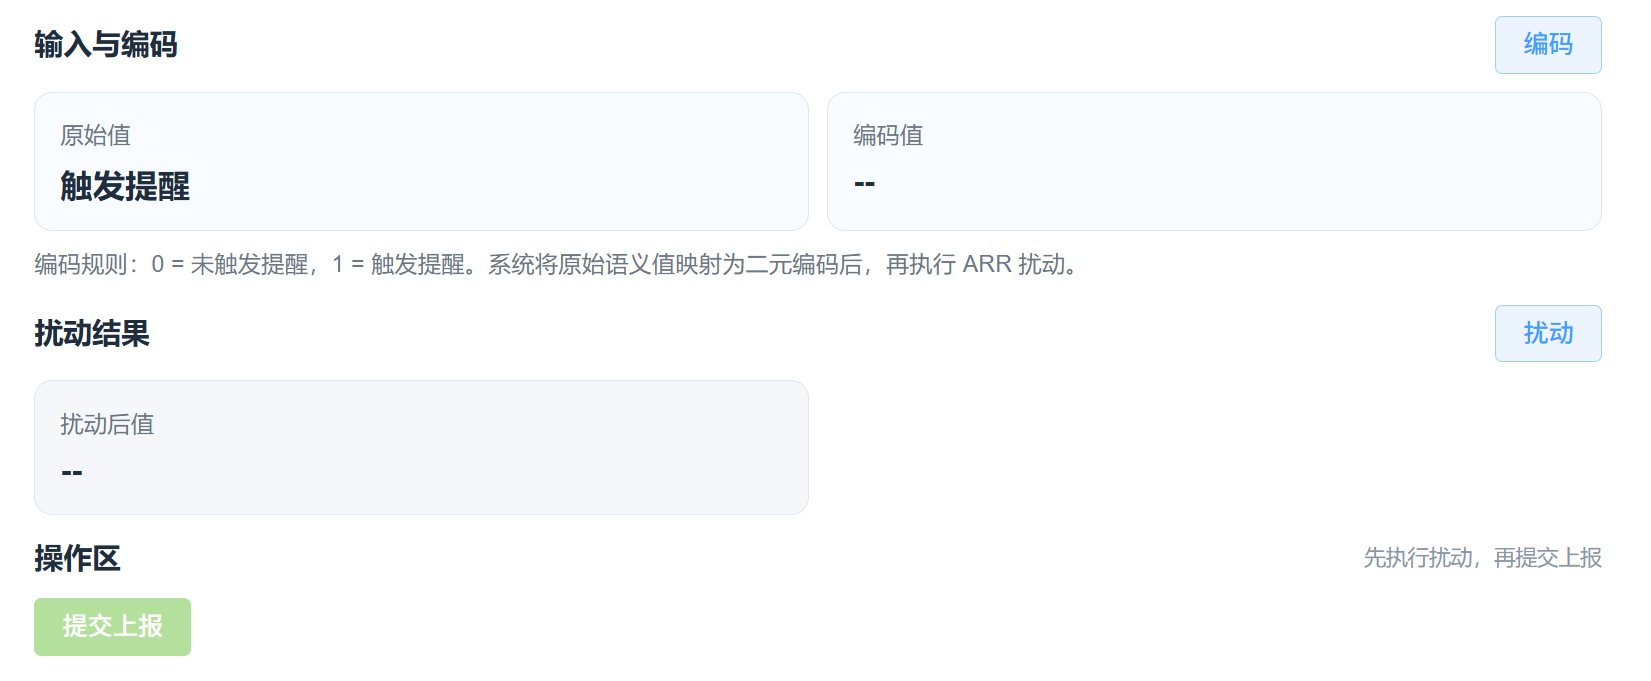 输入与编码
编码
原始值
触发提醒
编码值
--
编码规则：0 = 未触发提醒，1 = 触发提醒。系统将原始语义值映射为二元编码后，再执行 ARR 扰动。
扰动结果
扰动
扰动后值
--
操作区
先执行扰动，再提交上报
提交上报